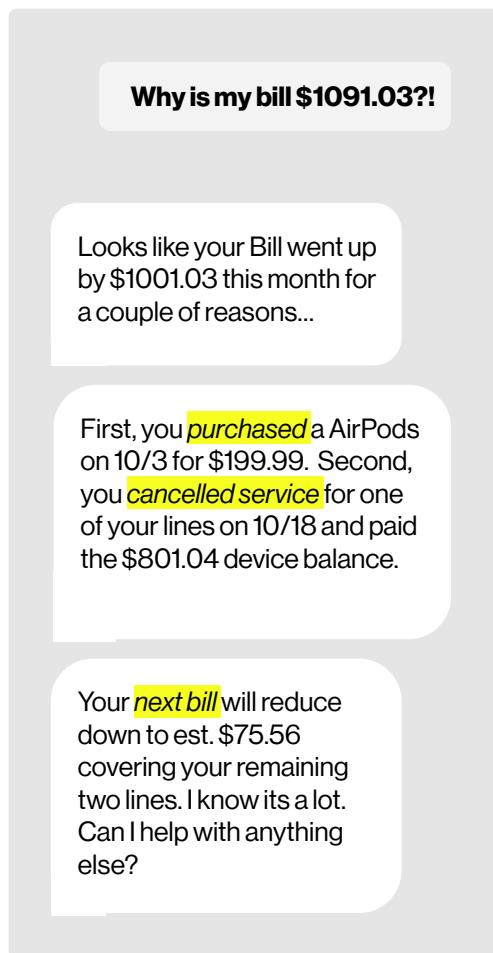 Why is my bill $1091.03?!
Looks like your Bill went up
by $1001.03 this month for
a couple of reasons...
First, you purchased a AirPods
on 10/3 for $199.99. Second,
you cancelled service for one
of your lines on 10/18 and paid
the $801.04 device balance.
Your next bill will reduce
down to est. $75.56
covering your remaining
two lines. I know its a lot.
Can I help with anything
else?